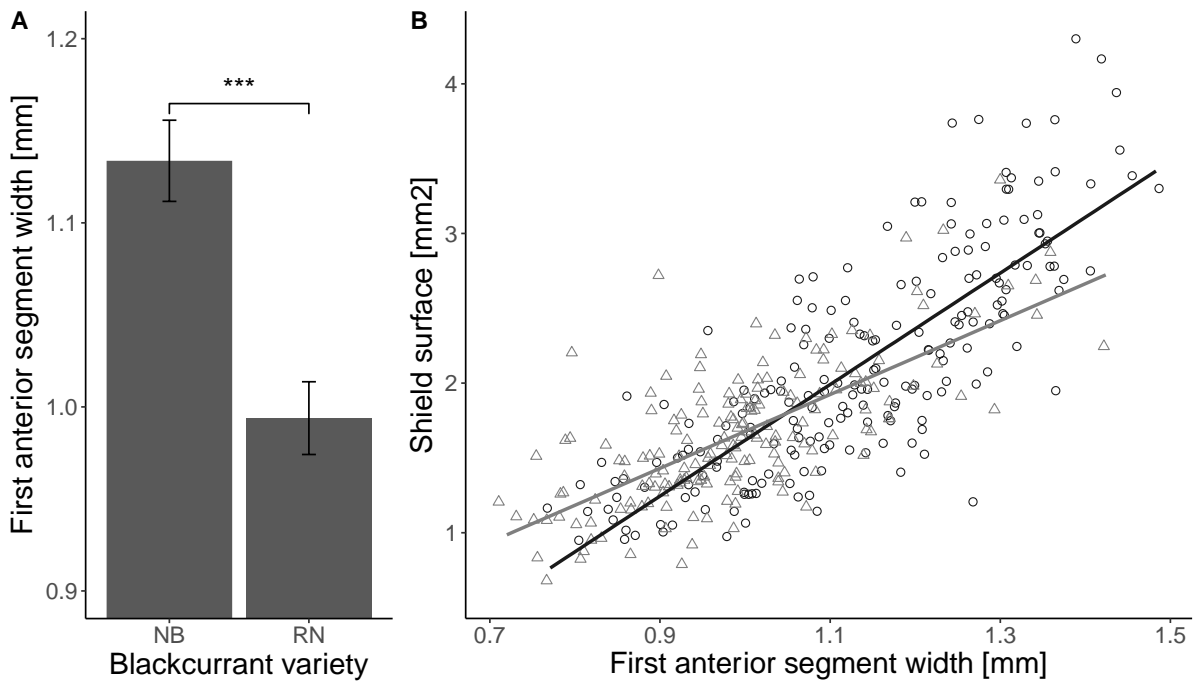 A
First anterior segment width [mm]
1.2
1.1
1.0
0.9
***
NB RN
Blackcurrant variety
B
Shield surface [mm2]
4
3
2
1
0.7 0.9 1.1 1.3 1.5
First anterior segment width [mm]